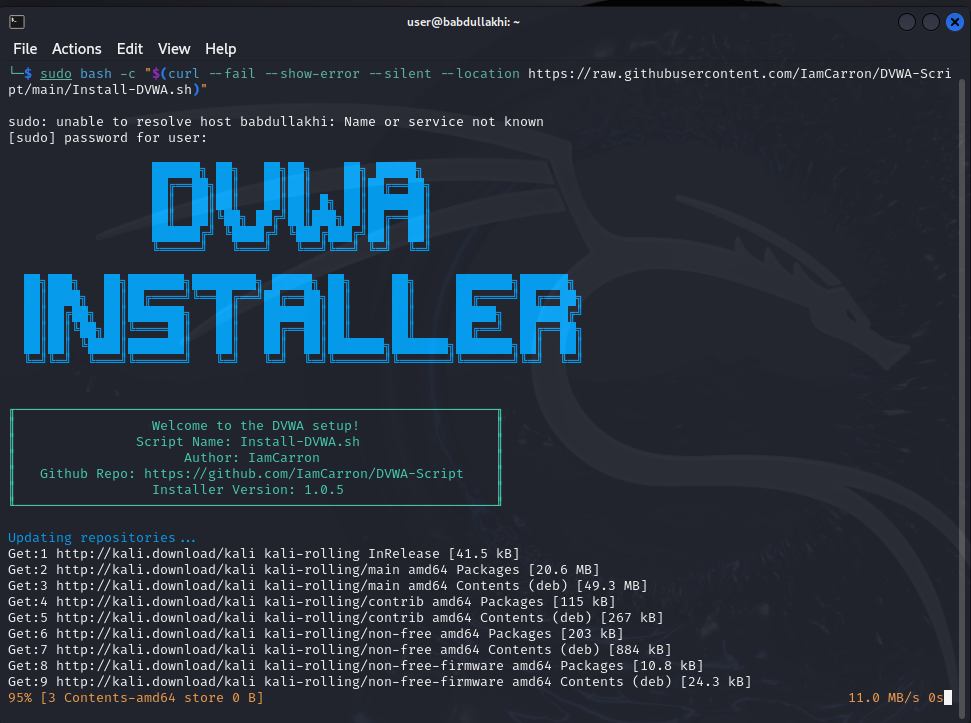 user@babdullakhi: ~
File Actions Edit View Help
└─$ sudo bash -c "$(curl --fail --show-error --silent --location https://raw.githubusercontent.com/IamCarron/DVWA-Scri
pt/main/Install-DVWA.sh)"
sudo: unable to resolve host babdullakhi: Name or service not known
[sudo] password for user:
DVWA
INSTALLER
Welcome to the DVWA setup!
Script Name: Install-DVWA.sh
Author: IamCarron
Github Repo: https://github.com/IamCarron/DVWA-Script
Installer Version: 1.0.5
Updating repositories...
Get:1 http://kali.download/kali kali-rolling InRelease [41.5 kB]
Get:2 http://kali.download/kali kali-rolling/main amd64 Packages [20.6 MB]
Get:3 http://kali.download/kali kali-rolling/main amd64 Contents (deb) [49.3 MB]
Get:4 http://kali.download/kali kali-rolling/contrib amd64 Packages [115 kB]
Get:5 http://kali.download/kali kali-rolling/contrib amd64 Contents (deb) [267 kB]
Get:6 http://kali.download/kali kali-rolling/non-free amd64 Packages [203 kB]
Get:7 http://kali.download/kali kali-rolling/non-free amd64 Contents (deb) [884 kB]
Get:8 http://kali.download/kali kali-rolling/non-free-firmware amd64 Packages [10.8 kB]
Get:9 http://kali.download/kali kali-rolling/non-free-firmware amd64 Contents (deb) [24.3 kB]
95% [3 Contents-amd64 store 0 B] 11.0 MB/s 0s